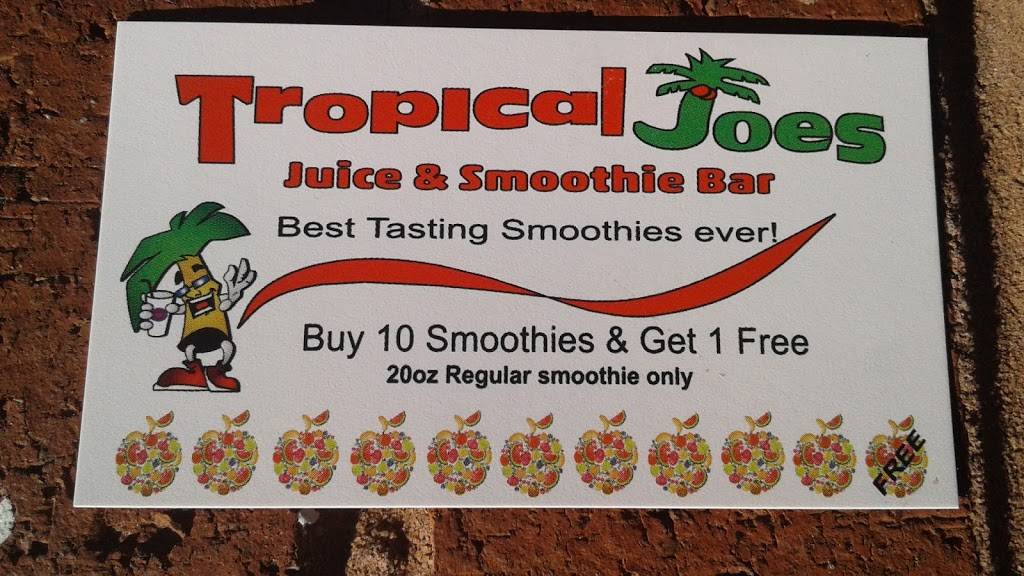 Tropical Joes
Juice & Smoothie Bar
Best Tasting Smoothies ever!
Buy 10 Smoothies & Get 1 Free
20oz Regular smoothie only
FREE